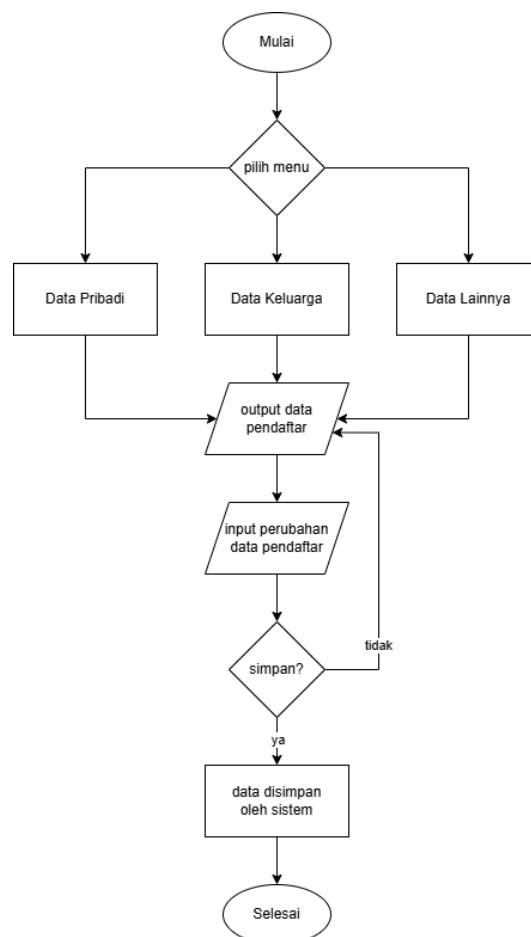 Mulai
pilih menu
Data Pribadi
Data Keluarga
Data Lainnya
output data
pendaftar
input perubahan
data pendaftar
simpan?
tidak
ya
data disimpan
oleh sistem
Selesai